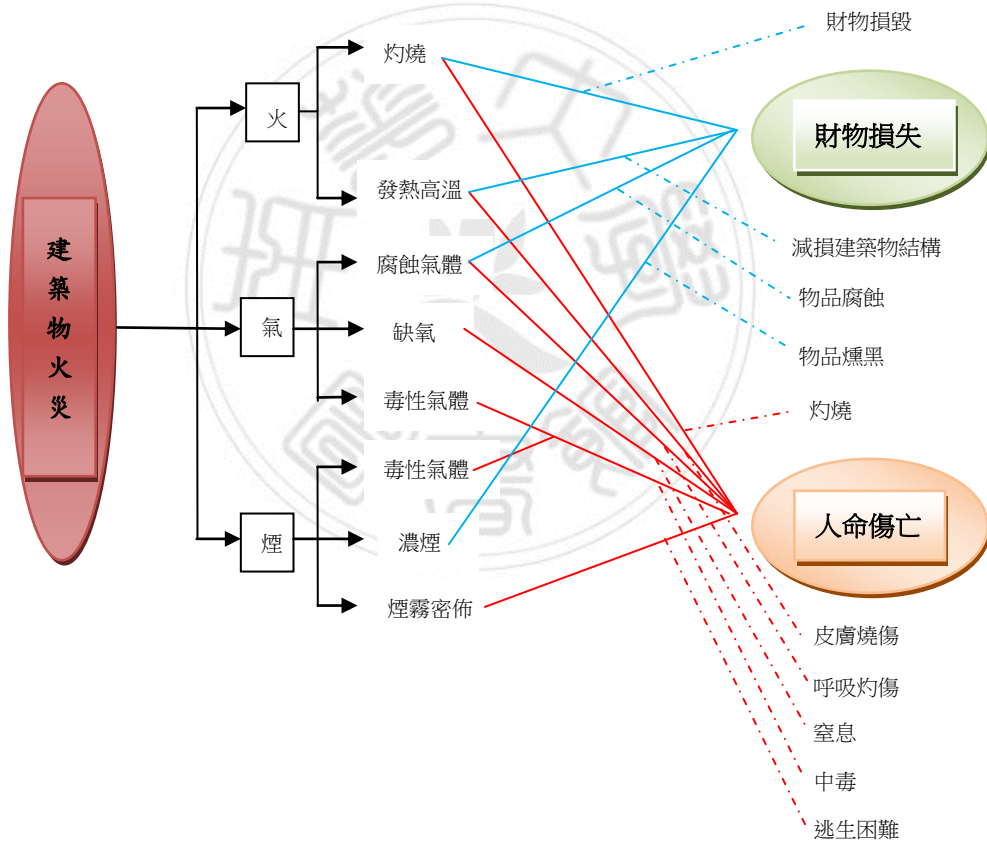 建築物火災
火
氣
煙
灼燒
發熱高溫
腐蝕氣體
缺氧
毒性氣體
毒性氣體
濃煙
煙霧密佈
財物損毀
財物損失
減損建築物結構
物品腐蝕
物品燻黑
灼燒
人命傷亡
皮膚燒傷
呼吸灼傷
窒息
中毒
逃生困難